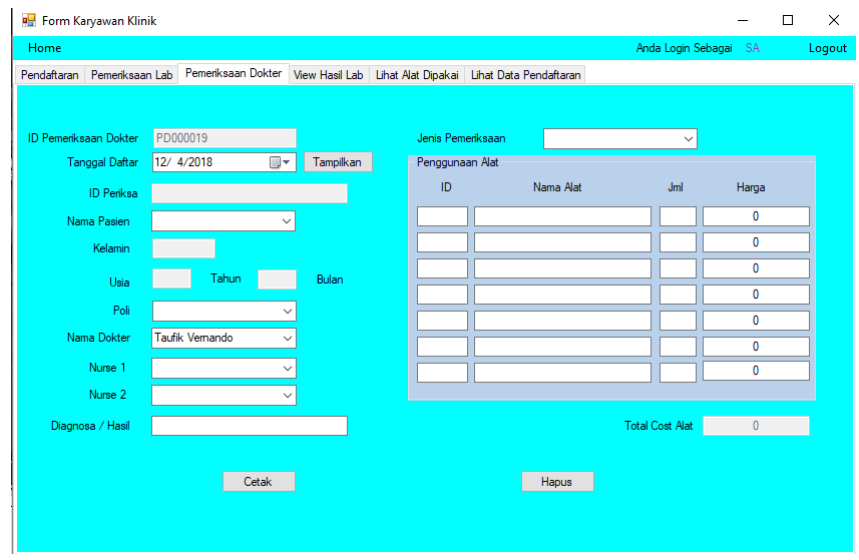 Form Karyawan Klinik
Home Anda Login Sebagai SA Logout
Pendaftaran Pemeriksaan Lab Pemeriksaan Dokter View Hasil Lab Lihat Alat Dipakai Lihat Data Pendaftaran
ID Pemeriksaan Dokter PD000019 Jenis Pemeriksaan
Tanggal Daftar 12/ 4/2018 Tampilkan Penggunaan Alat
ID Periksa ID Nama Alat Jml Harga
Nama Pasien 0
Kelamin 0
Usia Tahun Bulan 0
Poli 0
Nama Dokter Taufik Vernando 0
Nurse 1 0
Nurse 2 0
Diagnosa / Hasil Total Cost Alat 0
Cetak Hapus